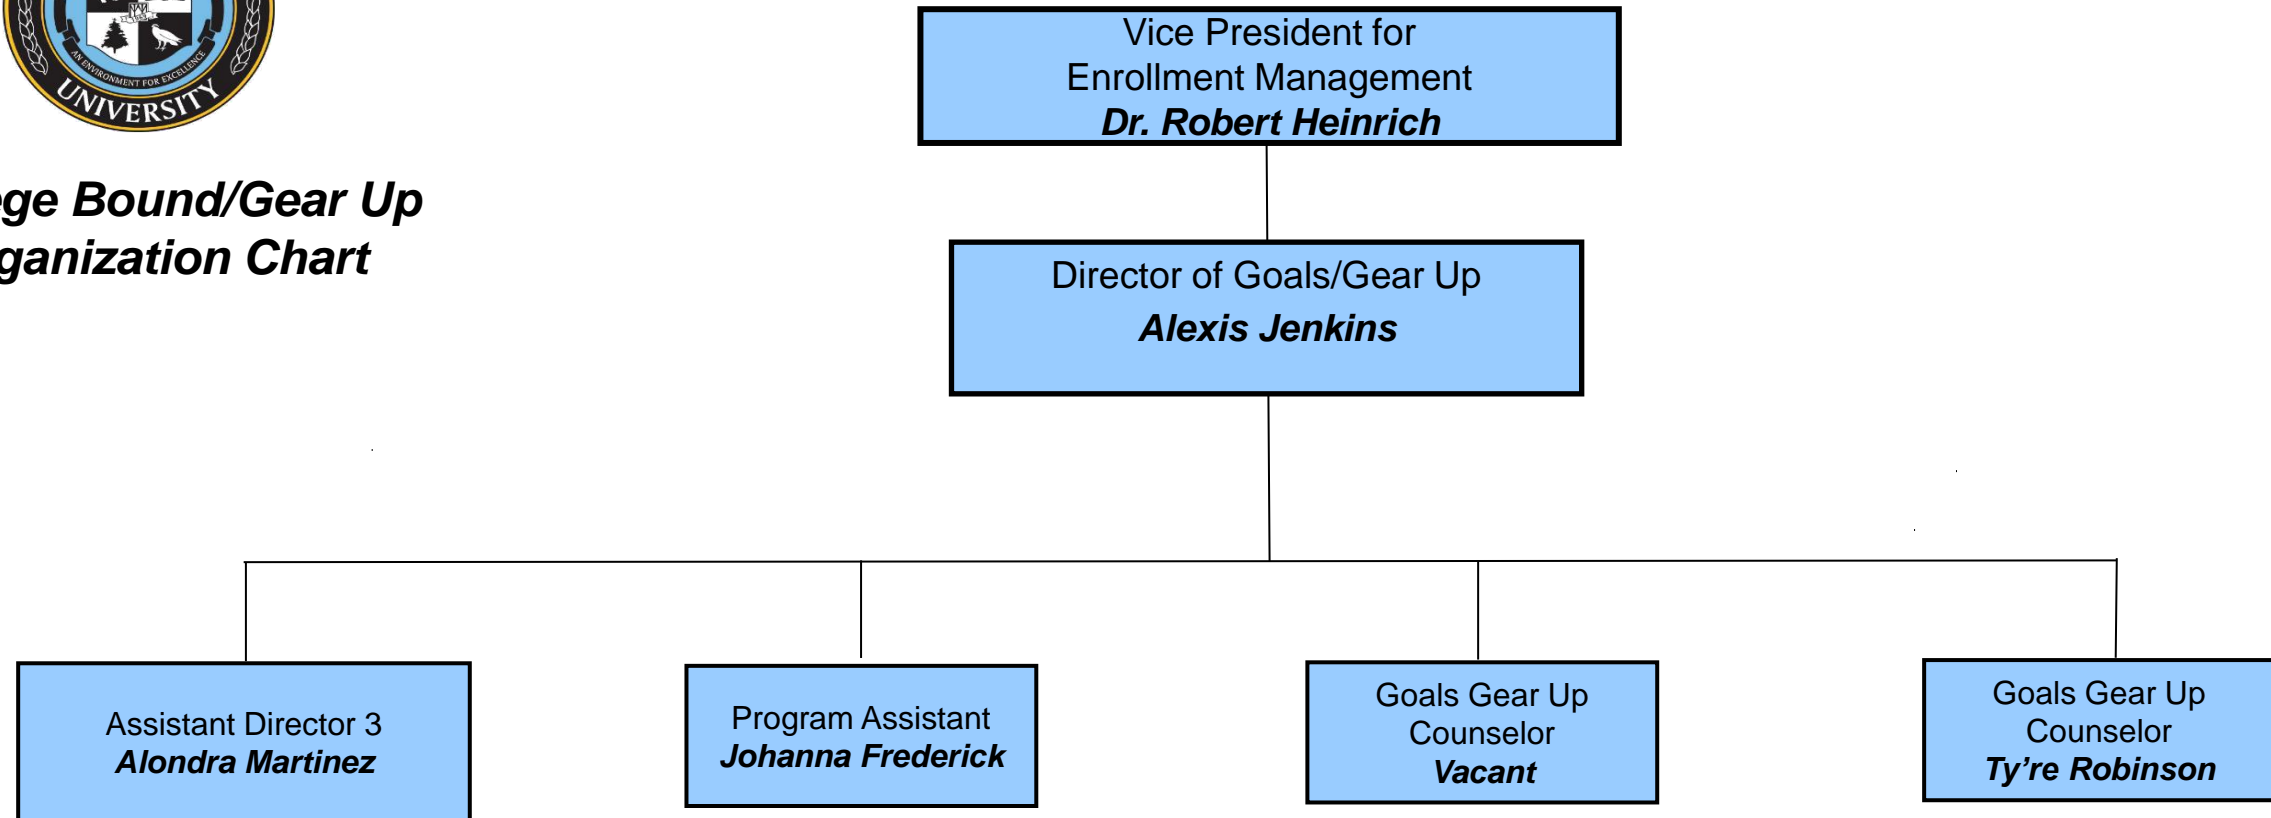 AN ENVIRONMENT FOR EXCELLENCE
UNIVERSITY
Bound/Gear Up
Chart
Vice President for
Enrollment Management
Dr. Robert Heinrich
Director of Goals/Gear Up
Alexis Jenkins
Assistant Director 3
Alondra Martinez
Program Assistant
Johanna Frederick
Goals Gear Up
Counselor
Vacant
Goals Gear Up
Counselor
Ty’re Robinson